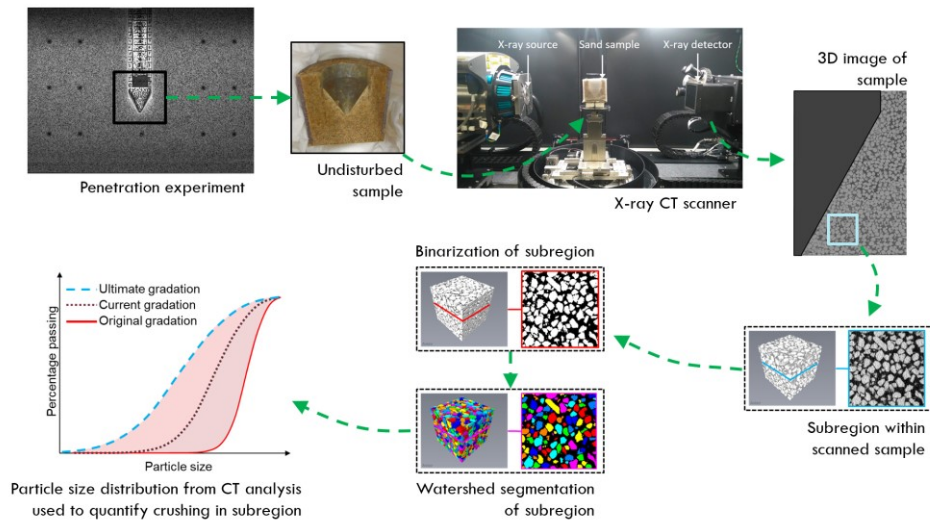 X-ray source
Sand sample
X-ray detector
3D image of
sample
Penetration experiment
Undisturbed
sample
X-ray CT scanner
Binarization of subregion
Ultimate gradation
Current gradation
Original gradation
Percentage passing
Particle size
Subregion within
scanned sample
Particle size distribution from CT analysis
used to quantify crushing in subregion
Watershed segmentation
of subregion